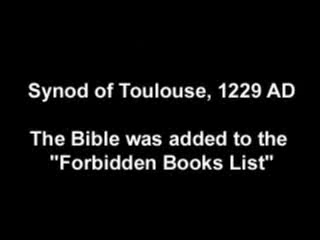 Synod of Toulouse, 1229 AD
The Bible was added to the
"Forbidden Books List"